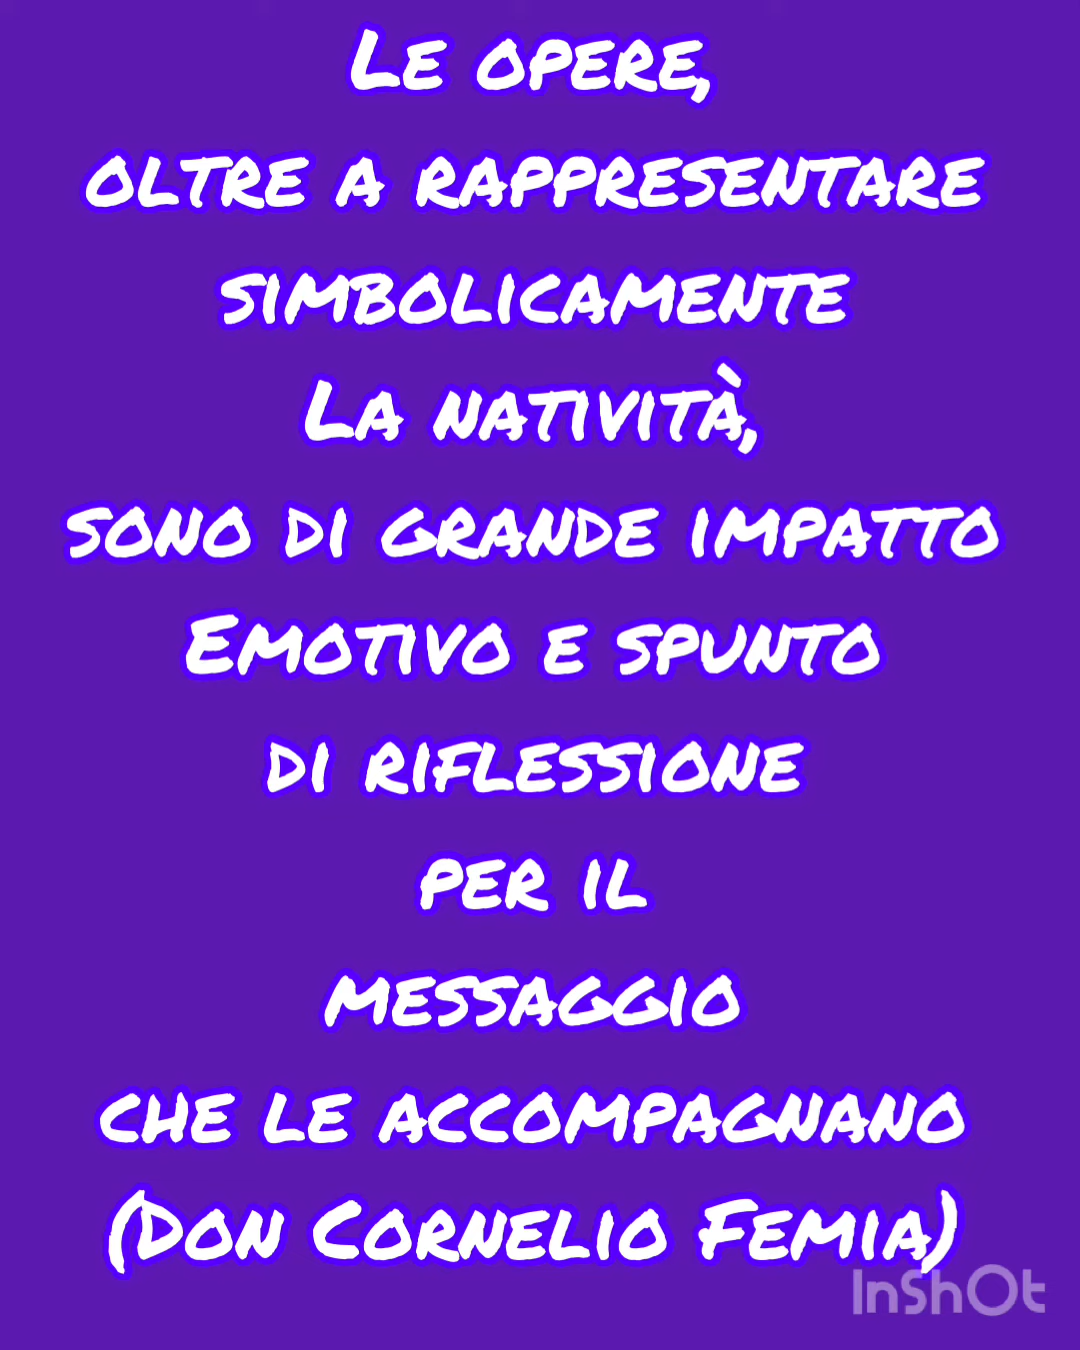 Le opere,
oltre a rappresentare
simbolicamente
La natività,
sono di grande impatto
Emotivo e spunto
di riflessione
per il
messaggio
che le accompagnano
(Don Cornelio Femia)
InShOt